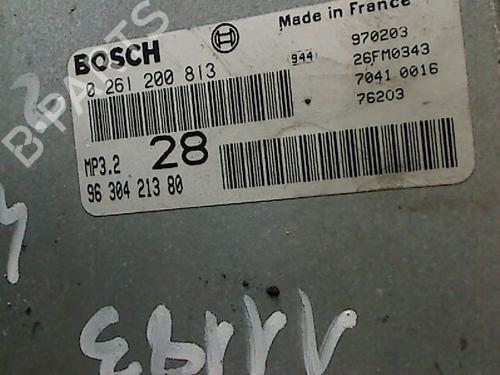 Made in France
BOSCH
970203
944
26FM0343
0 261 200 813
7041 0016
76203
MP3.2
28
96 304 213 80
B-PARTS